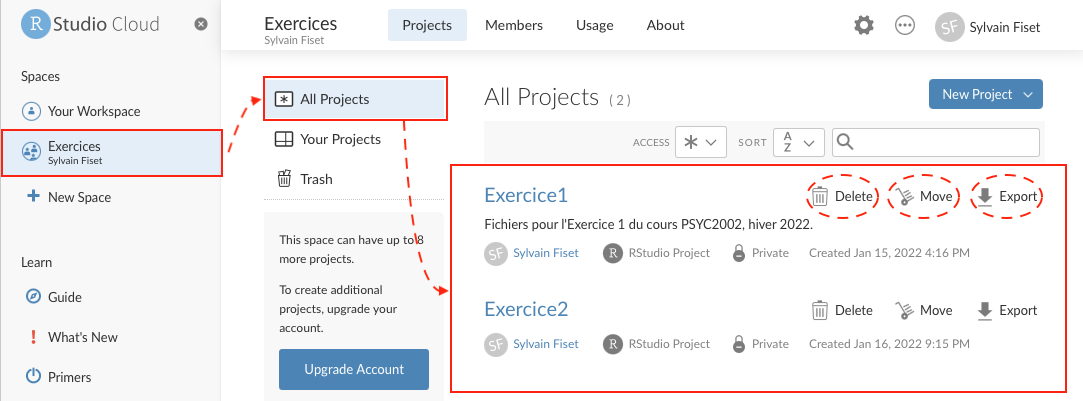 R Studio Cloud
Spaces
Your Workspace
Exercices
Sylvain Fiset
New Space
Learn
Guide
What's New
Primers
Exercices
Sylvain Fiset
Projects Members Usage About
SF Sylvain Fiset
All Projects
Your Projects
Trash
This space can have up to 8
more projects.
To create additional
projects, upgrade your
account.
Upgrade Account
All Projects ( 2 )
New Project
ACCESS SORT A Z
Exercice1 Delete Move Export
Fichiers pour l'Exercice 1 du cours PSYC2002, hiver 2022.
SF Sylvain Fiset R RStudio Project Private Created Jan 15, 2022 4:16 PM
Exercice2 Delete Move Export
SF Sylvain Fiset R RStudio Project Private Created Jan 16, 2022 9:15 PM